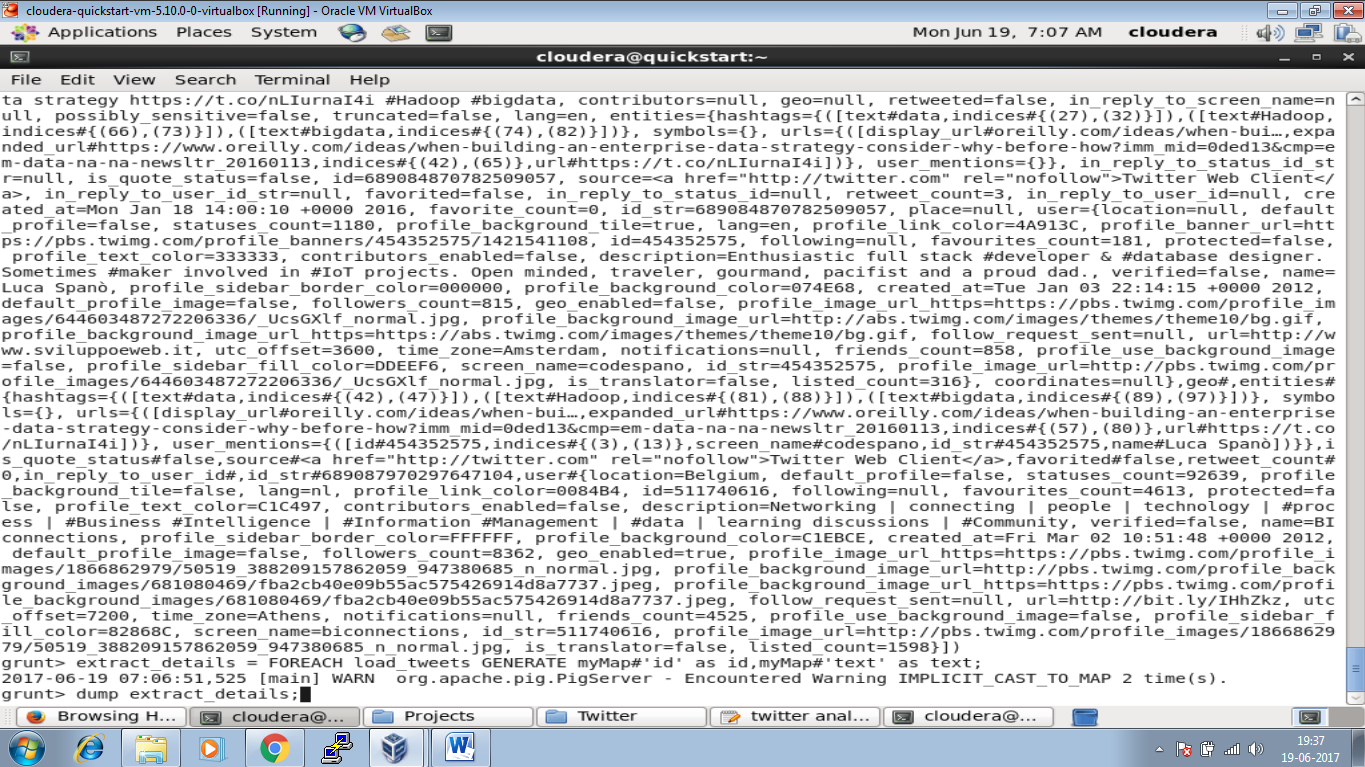 cloudera-quickstart-vm-5.10.0-0-virtualbox [Running] - Oracle VM VirtualBox
Applications Places System Mon Jun 19, 7:07 AM cloudera
cloudera@quickstart:~
File Edit View Search Terminal Help
ta strategy https://t.co/nLIurnaI4i #Hadoop #bigdata, contributors=null, geo=null, retweeted=false, in_reply_to_screen_name=n
ull, possibly_sensitive=false, truncated=false, lang=en, entities={hashtags={([text#data,indices#{(27),(32)}]),([text#Hadoop,
indices#{(66),(73)}]),([text#bigdata,indices#{(74),(82)}])}, symbols={}, urls={([display_url#oreilly.com/ideas/when-bui…,expa
nded_url#https://www.oreilly.com/ideas/when-building-an-enterprise-data-strategy-consider-why-before-how?imm_mid=0ded13&cmp=e
m-data-na-na-newsltr_20160113,indices#{(42),(65)},url#https://t.co/nLIurnaI4i])}, user_mentions={}}, in_reply_to_status_id_st
r=null, is_quote_status=false, id=689084870782509057, source=<a href="http://twitter.com" rel="nofollow">Twitter Web Client</
a>, in_reply_to_user_id_str=null, favorited=false, in_reply_to_status_id=null, retweet_count=3, in_reply_to_user_id=null, cre
ated_at=Mon Jan 18 14:00:10 +0000 2016, favorite_count=0, id_str=689084870782509057, place=null, user={location=null, default
_profile=false, statuses_count=1180, profile_background_tile=true, lang=en, profile_link_color=4A913C, profile_banner_url=htt
ps://pbs.twimg.com/profile_banners/454352575/1421541108, id=454352575, following=null, favourites_count=181, protected=false,
 profile_text_color=333333, contributors_enabled=false, description=Enthusiastic full stack #developer & #database designer.
Sometimes #maker involved in #IoT projects. Open minded, traveler, gourmand, pacifist and a proud dad., verified=false, name=
Luca Spanò, profile_sidebar_border_color=000000, profile_background_color=074E68, created_at=Tue Jan 03 22:14:15 +0000 2012,
default_profile_image=false, followers_count=815, geo_enabled=false, profile_image_url_https=https://pbs.twimg.com/profile_im
ages/644603487272206336/_UcsGXlf_normal.jpg, profile_background_image_url=http://abs.twimg.com/images/themes/theme10/bg.gif,
profile_background_image_url_https=https://abs.twimg.com/images/themes/theme10/bg.gif, follow_request_sent=null, url=http://w
ww.sviluppoeweb.it, utc_offset=3600, time_zone=Amsterdam, notifications=null, friends_count=858, profile_use_background_image
=false, profile_sidebar_fill_color=DDEEF6, screen_name=codespano, id_str=454352575, profile_image_url=http://pbs.twimg.com/pr
ofile_images/644603487272206336/_UcsGXlf_normal.jpg, is_translator=false, listed_count=316}, coordinates=null},geo#,entities#
{hashtags={([text#data,indices#{(42),(47)}]),([text#Hadoop,indices#{(81),(88)}]),([text#bigdata,indices#{(89),(97)}])}, symbo
ls={}, urls={([display_url#oreilly.com/ideas/when-bui…,expanded_url#https://www.oreilly.com/ideas/when-building-an-enterprise
-data-strategy-consider-why-before-how?imm_mid=0ded13&cmp=em-data-na-na-newsltr_20160113,indices#{(57),(80)},url#https://t.co
/nLIurnaI4i])}, user_mentions={([id#454352575,indices#{(3),(13)},screen_name#codespano,id_str#454352575,name#Luca Spanò])}},i
s_quote_status#false,source#<a href="http://twitter.com" rel="nofollow">Twitter Web Client</a>,favorited#false,retweet_count#
0,in_reply_to_user_id#,id_str#689087970297647104,user#{location=Belgium, default_profile=false, statuses_count=92639, profile
_background_tile=false, lang=nl, profile_link_color=0084B4, id=511740616, following=null, favourites_count=4613, protected=fa
lse, profile_text_color=C1C497, contributors_enabled=false, description=Networking | connecting | people | technology | #proc
ess | #Business #Intelligence | #Information #Management | #data | learning discussions | #Community, verified=false, name=BI
connections, profile_sidebar_border_color=FFFFFF, profile_background_color=C1EBCE, created_at=Fri Mar 02 10:51:48 +0000 2012,
 default_profile_image=false, followers_count=8362, geo_enabled=true, profile_image_url_https=https://pbs.twimg.com/profile_i
mages/1866862979/50519_388209157862059_947380685_n_normal.jpg, profile_background_image_url=http://pbs.twimg.com/profile_back
ground_images/681080469/fba2cb40e09b55ac575426914d8a7737.jpeg, profile_background_image_url_https=https://pbs.twimg.com/profi
le_background_images/681080469/fba2cb40e09b55ac575426914d8a7737.jpeg, follow_request_sent=null, url=http://bit.ly/IHhZkz, utc
_offset=7200, time_zone=Athens, notifications=null, friends_count=4525, profile_use_background_image=false, profile_sidebar_f
ill_color=82868C, screen_name=biconnections, id_str=511740616, profile_image_url=http://pbs.twimg.com/profile_images/18668629
79/50519_388209157862059_947380685_n_normal.jpg, is_translator=false, listed_count=1598}])
grunt> extract_details = FOREACH load_tweets GENERATE myMap#'id' as id,myMap#'text' as text;
2017-06-19 07:06:51,525 [main] WARN  org.apache.pig.PigServer - Encountered Warning IMPLICIT_CAST_TO_MAP 2 time(s).
grunt> dump extract_details;
Browsing H... cloudera@... Projects Twitter twitter anal... cloudera@...
19:37
19-06-2017